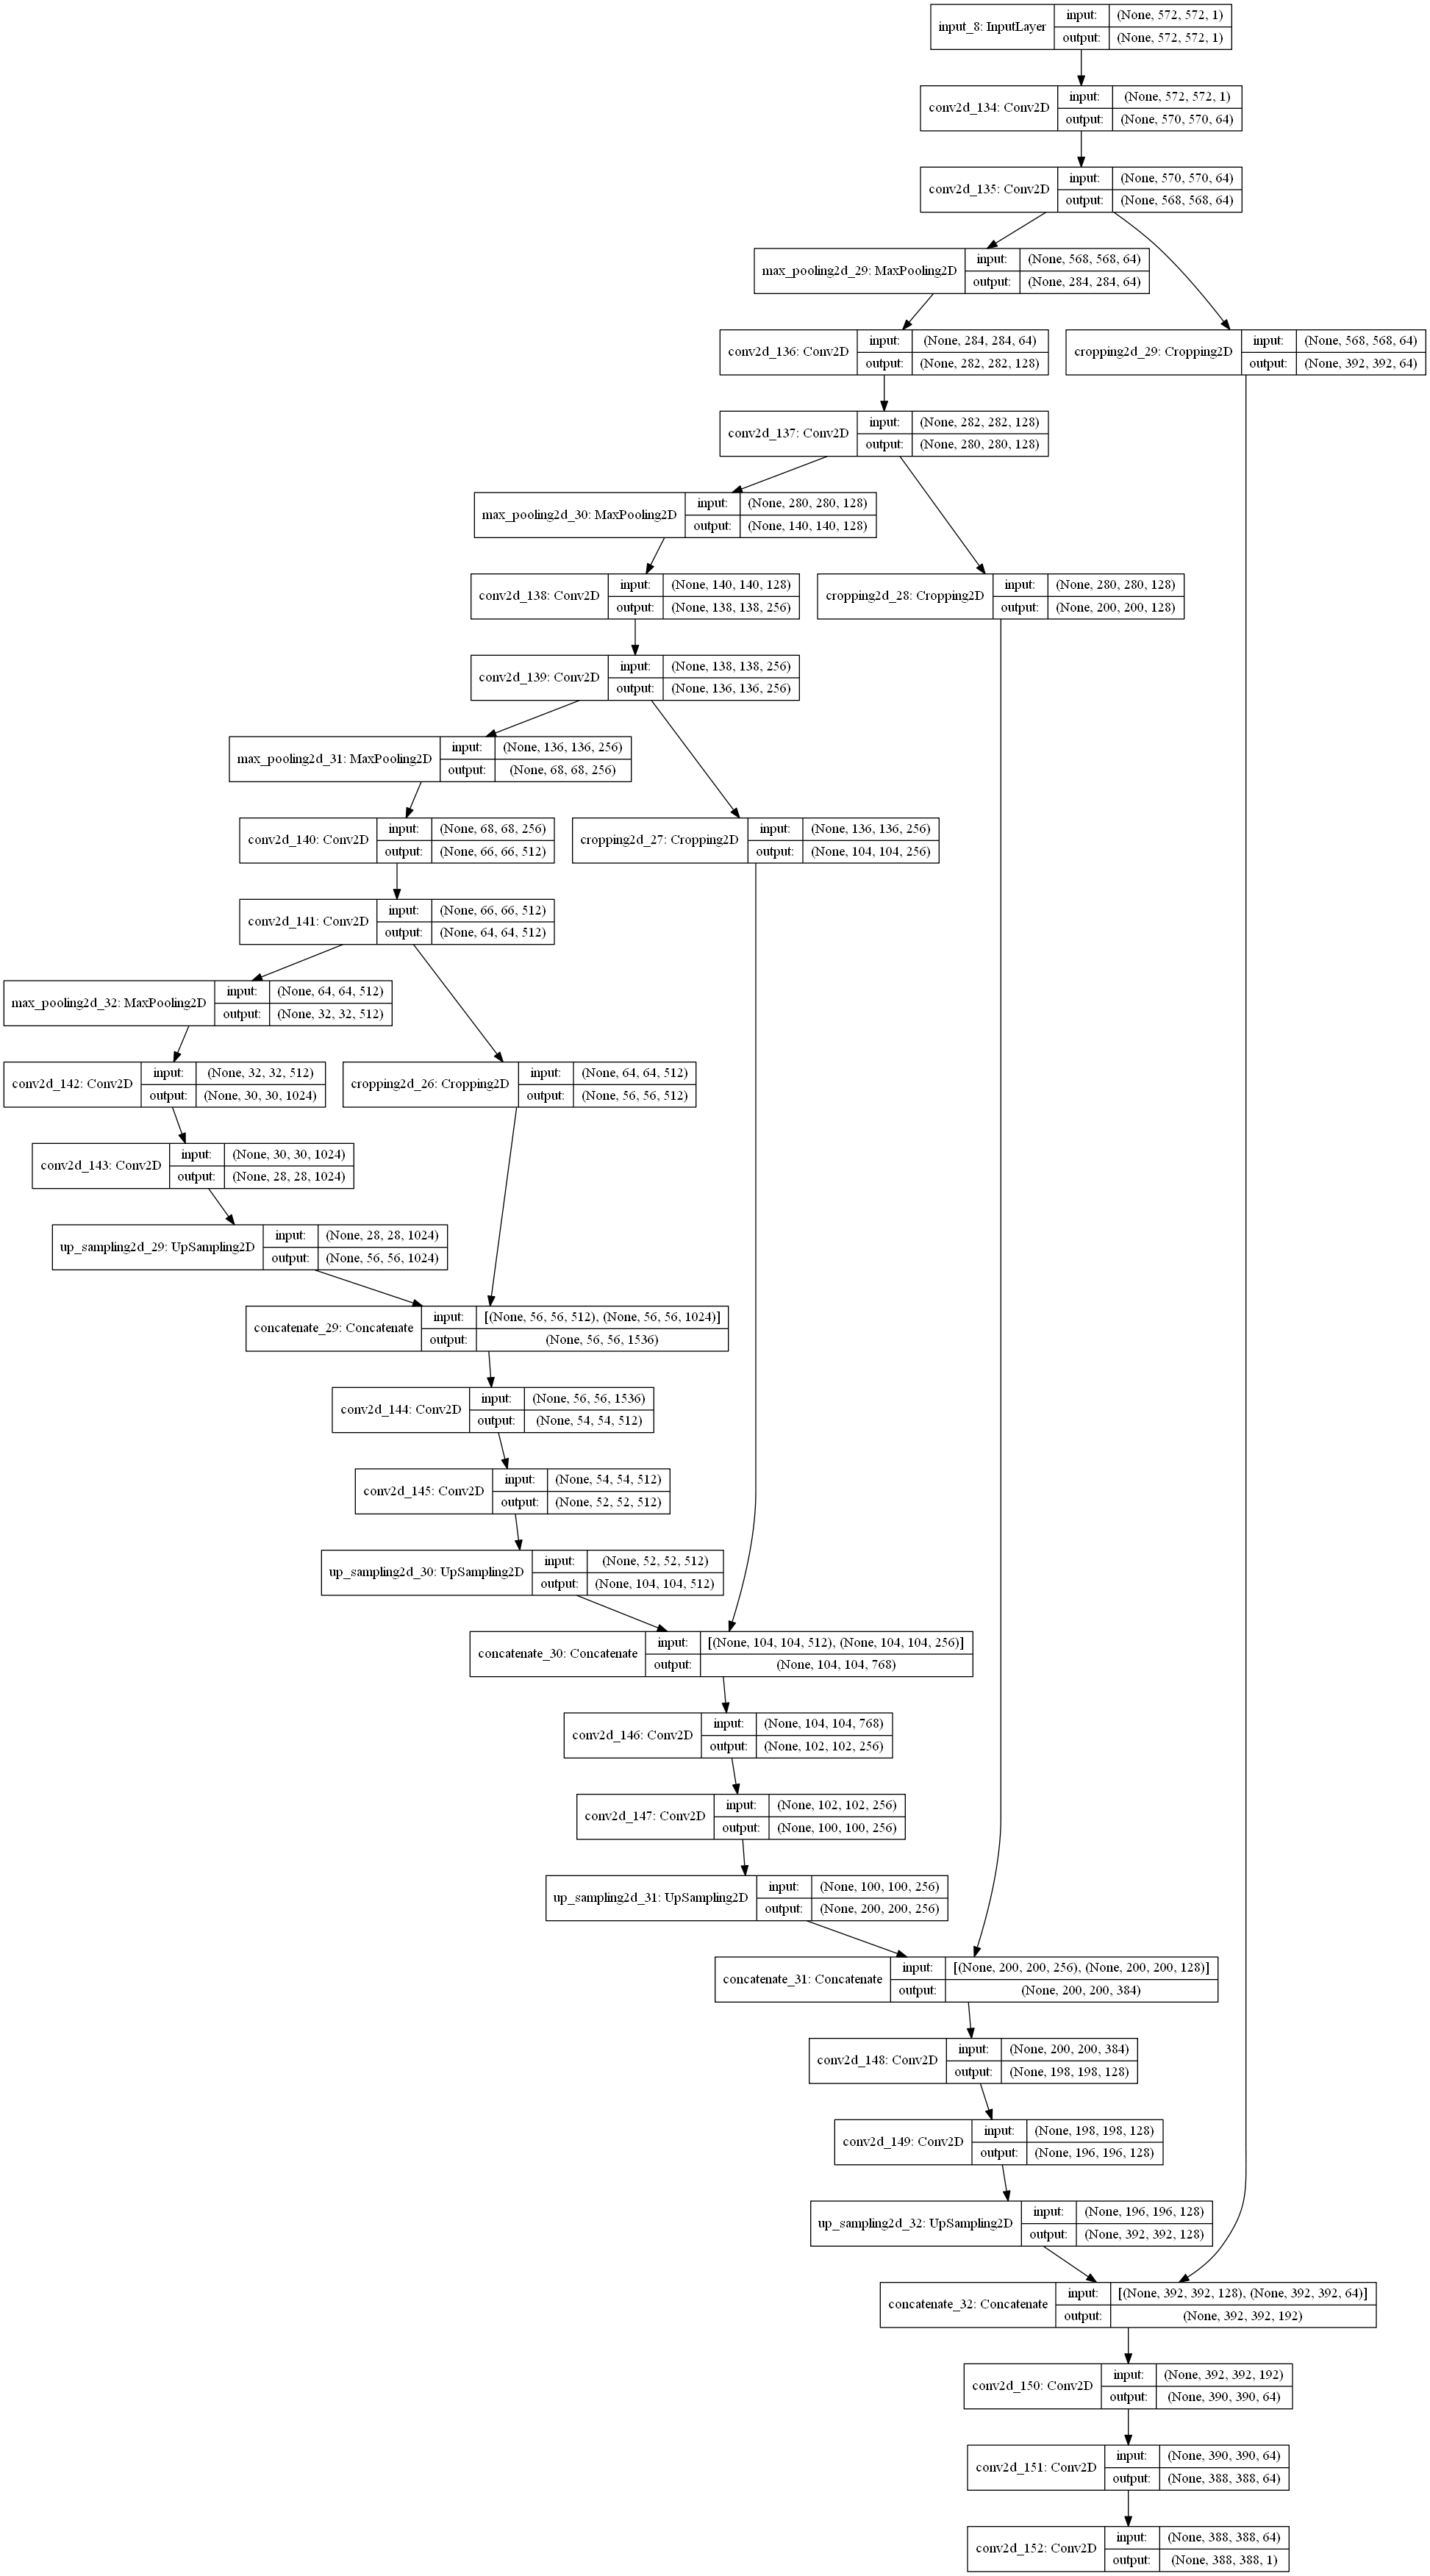 input_8: InputLayer
input: (None, 572, 572, 1)
output: (None, 572, 572, 1)
conv2d_134: Conv2D
input: (None, 572, 572, 1)
output: (None, 570, 570, 64)
conv2d_135: Conv2D
input: (None, 570, 570, 64)
output: (None, 568, 568, 64)
max_pooling2d_29: MaxPooling2D
input: (None, 568, 568, 64)
output: (None, 284, 284, 64)
conv2d_136: Conv2D
input: (None, 284, 284, 64)
output: (None, 282, 282, 128)
cropping2d_29: Cropping2D
input: (None, 568, 568, 64)
output: (None, 392, 392, 64)
conv2d_137: Conv2D
input: (None, 282, 282, 128)
output: (None, 280, 280, 128)
max_pooling2d_30: MaxPooling2D
input: (None, 280, 280, 128)
output: (None, 140, 140, 128)
conv2d_138: Conv2D
input: (None, 140, 140, 128)
output: (None, 138, 138, 256)
cropping2d_28: Cropping2D
input: (None, 280, 280, 128)
output: (None, 200, 200, 128)
conv2d_139: Conv2D
input: (None, 138, 138, 256)
output: (None, 136, 136, 256)
max_pooling2d_31: MaxPooling2D
input: (None, 136, 136, 256)
output: (None, 68, 68, 256)
conv2d_140: Conv2D
input: (None, 68, 68, 256)
output: (None, 66, 66, 512)
cropping2d_27: Cropping2D
input: (None, 136, 136, 256)
output: (None, 104, 104, 256)
conv2d_141: Conv2D
input: (None, 66, 66, 512)
output: (None, 64, 64, 512)
max_pooling2d_32: MaxPooling2D
input: (None, 64, 64, 512)
output: (None, 32, 32, 512)
conv2d_142: Conv2D
input: (None, 32, 32, 512)
output: (None, 30, 30, 1024)
cropping2d_26: Cropping2D
input: (None, 64, 64, 512)
output: (None, 56, 56, 512)
conv2d_143: Conv2D
input: (None, 30, 30, 1024)
output: (None, 28, 28, 1024)
up_sampling2d_29: UpSampling2D
input: (None, 28, 28, 1024)
output: (None, 56, 56, 1024)
concatenate_29: Concatenate
input: [(None, 56, 56, 512), (None, 56, 56, 1024)]
output: (None, 56, 56, 1536)
conv2d_144: Conv2D
input: (None, 56, 56, 1536)
output: (None, 54, 54, 512)
conv2d_145: Conv2D
input: (None, 54, 54, 512)
output: (None, 52, 52, 512)
up_sampling2d_30: UpSampling2D
input: (None, 52, 52, 512)
output: (None, 104, 104, 512)
concatenate_30: Concatenate
input: [(None, 104, 104, 512), (None, 104, 104, 256)]
output: (None, 104, 104, 768)
conv2d_146: Conv2D
input: (None, 104, 104, 768)
output: (None, 102, 102, 256)
conv2d_147: Conv2D
input: (None, 102, 102, 256)
output: (None, 100, 100, 256)
up_sampling2d_31: UpSampling2D
input: (None, 100, 100, 256)
output: (None, 200, 200, 256)
concatenate_31: Concatenate
input: [(None, 200, 200, 256), (None, 200, 200, 128)]
output: (None, 200, 200, 384)
conv2d_148: Conv2D
input: (None, 200, 200, 384)
output: (None, 198, 198, 128)
conv2d_149: Conv2D
input: (None, 198, 198, 128)
output: (None, 196, 196, 128)
up_sampling2d_32: UpSampling2D
input: (None, 196, 196, 128)
output: (None, 392, 392, 128)
concatenate_32: Concatenate
input: [(None, 392, 392, 128), (None, 392, 392, 64)]
output: (None, 392, 392, 192)
conv2d_150: Conv2D
input: (None, 392, 392, 192)
output: (None, 390, 390, 64)
conv2d_151: Conv2D
input: (None, 390, 390, 64)
output: (None, 388, 388, 64)
conv2d_152: Conv2D
input: (None, 388, 388, 64)
output: (None, 388, 388, 1)